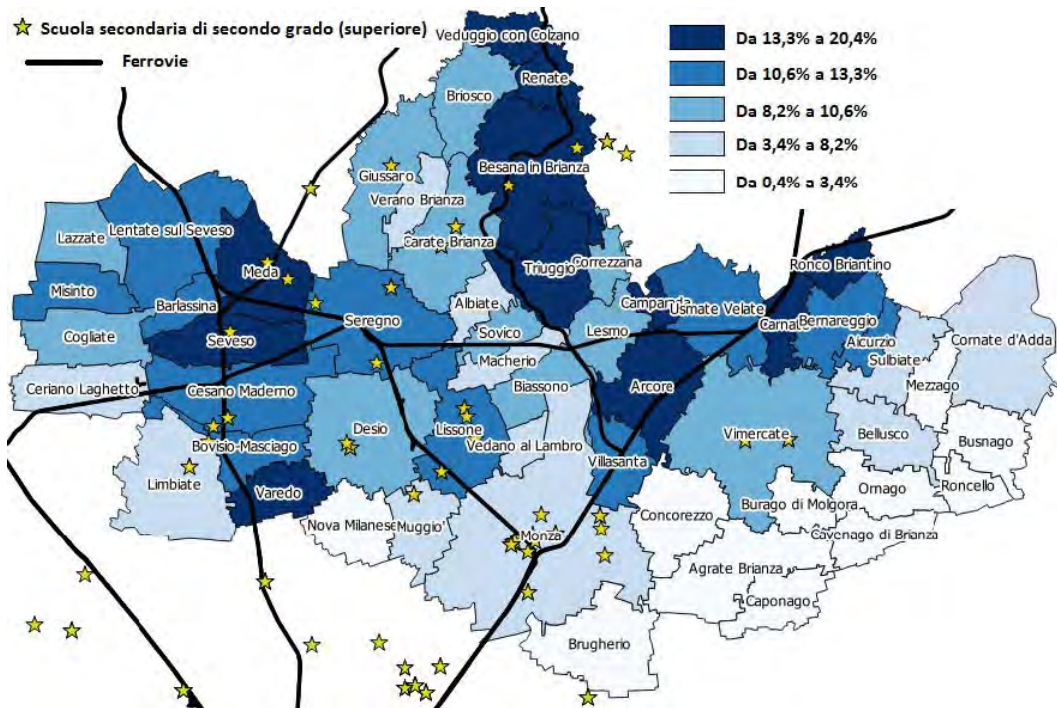 Scuola secondaria di secondo grado (superiore)
Ferrovie
Da 13,3% a 20,4%
Da 10,6% a 13,3%
Da 8,2% a 10,6%
Da 3,4% a 8,2%
Da 0,4% a 3,4%
Veduggio con Colzano
Renate
Briosco
Besana in Brianza
Giussano
Verano Brianza
Carate Brianza
Lazzate
Lentate sul Seveso
Meda
Triuggio
Correzzana
Ronco Briantino
Misinto
Barlassina
Albiate
Usmate Velate
Bernareggio
Seregno
Sovico
Lesmo
Cogliate
Seveso
Aicurzio
Sulbiate
Cornate d'Adda
Macherio
Ceriano Laghetto
Cesano Maderno
Biassono
Arcore
Mezzago
Desio
Lissone
Vedano al Lambro
Vimercate
Bellusco
Busnago
Bovisio-Masciago
Villasanta
Limbiate
Varedo
Ornago
Roncello
Burago di Molgora
Nova Milanese
Muggio'
Monza
Concorezzo
Cavenago di Brianza
Agrate Brianza
Caponago
Brugherio